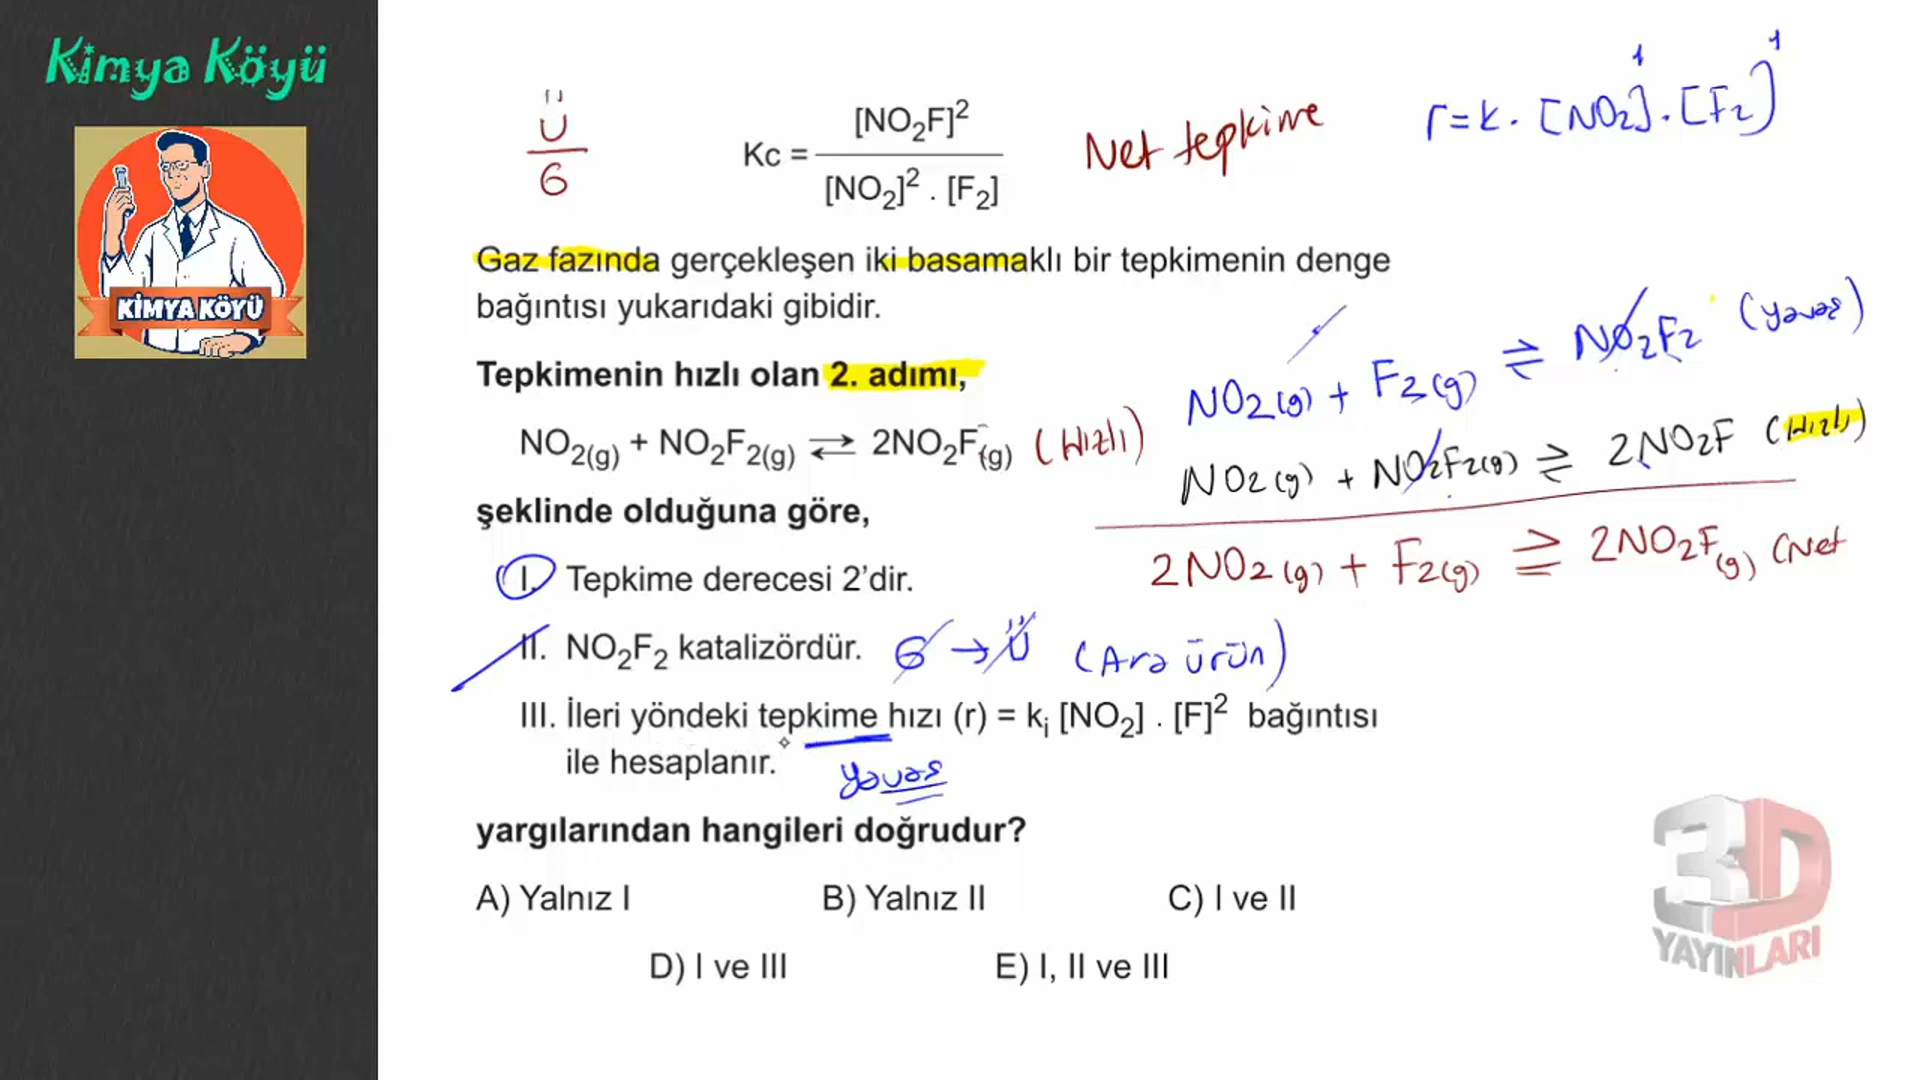 Kimya Köyü
KİMYA KÖYÜ
Ü
6
Kc = [NO2F]2 / [NO2]2 . [F2]
Net tepkime
r = k . [NO2]1 . [F2]1
Gaz fazında gerçekleşen iki basamaklı bir tepkimenin denge
bağıntısı yukarıdaki gibidir.
Tepkimenin hızlı olan 2. adımı,
NO2(g) + NO2F2(g) ⇌ 2NO2F(g) (Hızlı)
şeklinde olduğuna göre,
NO2(g) + F2(g) ⇌ NO2F2 (yavaş)
NO2(g) + NO2F2(g) ⇌ 2NO2F (Hızlı)
2NO2(g) + F2(g) ⇌ 2NO2F(g) (Net
I. Tepkime derecesi 2’dir.
II. NO2F2 katalizördür. G → Ü (Ara ürün)
III. İleri yöndeki tepkime hızı (r) = ki [NO2] . [F]2 bağıntısı
ile hesaplanır.
yavaş
yargılarından hangileri doğrudur?
A) Yalnız I B) Yalnız II C) I ve II
D) I ve III E) I, II ve III
3D
YAYINLARI